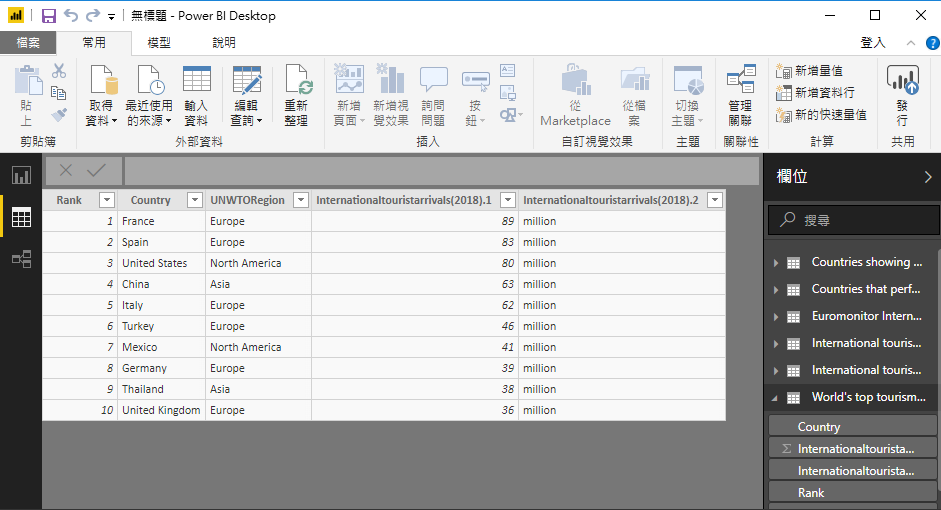 無標題 - Power BI Desktop
檔案 常用 模型 說明 登入
貼上 取得資料 最近使用的來源 輸入資料 編輯查詢 重新整理 新增頁面 新增視覺效果 詢問問題 按鈕 從 Marketplace 從檔案 切換主題 管理關聯 新增量值 新增資料行 新的快速量值 發行
剪貼簿 外部資料 插入 自訂視覺效果 主題 關聯性 計算 共用
Rank Country UNWTORegion Internationaltouristarrivals(2018).1 Internationaltouristarrivals(2018).2
1 France Europe 89 million
2 Spain Europe 83 million
3 United States North America 80 million
4 China Asia 63 million
5 Italy Europe 62 million
6 Turkey Europe 46 million
7 Mexico North America 41 million
8 Germany Europe 39 million
9 Thailand Asia 38 million
10 United Kingdom Europe 36 million
欄位
搜尋
Countries showing ...
Countries that perf...
Euromonitor Intern...
International touris...
International touris...
World's top tourism...
Country
Σ Internationaltourista...
Internationaltourista...
Rank